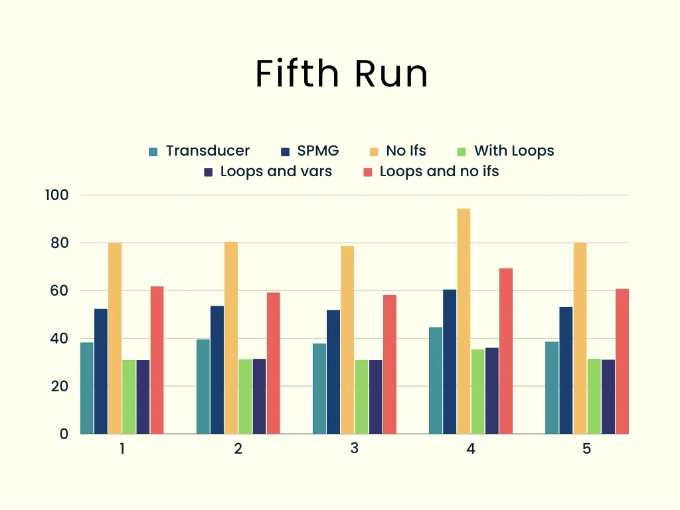 Fifth Run
Transducer SPMG No Ifs With Loops
Loops and vars Loops and no ifs
100
80
60
40
20
0
1 2 3 4 5